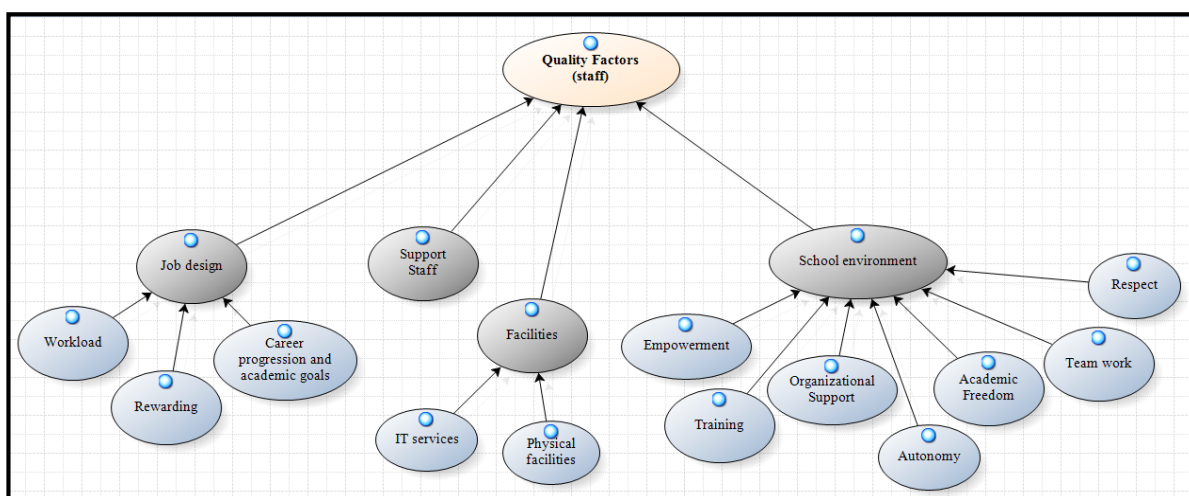 Quality Factors
(staff)
Job design
Support
Staff
School environment
Facilities
Respect
Workload
Career
progression and
academic goals
Rewarding
Empowerment
Team work
Organizational
Support
Academic
Freedom
Training
IT services
Physical
facilities
Autonomy